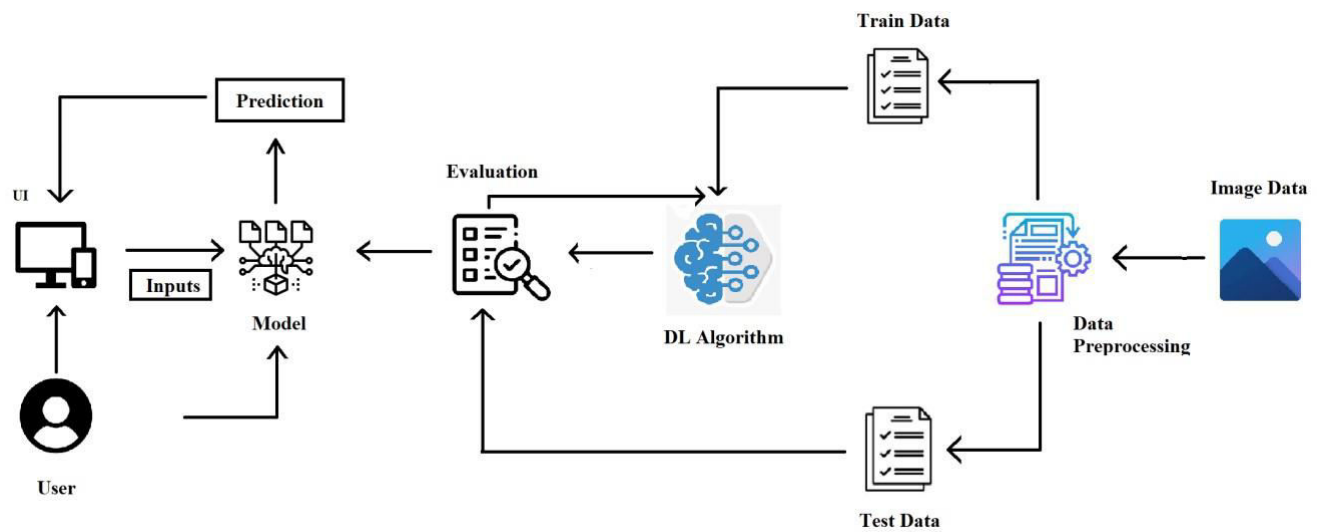 Train Data
Prediction
Evaluation
UI
Image Data
Inputs
Model
DL Algorithm
Data
Preprocessing
User
Test Data